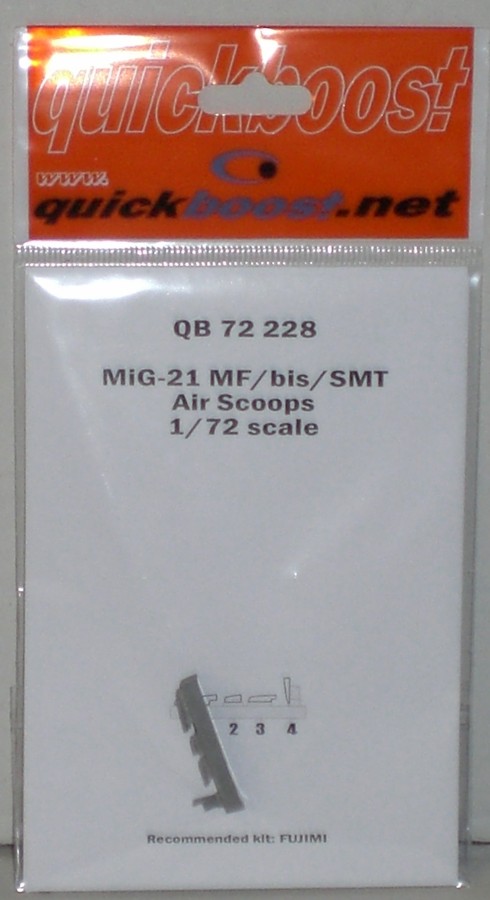 quickboost
www.
quickboost.net
QB 72 228
MiG-21 MF/bis/SMT
Air Scoops
1/72 scale
2 3 4
Recommended kit: FUJIMI